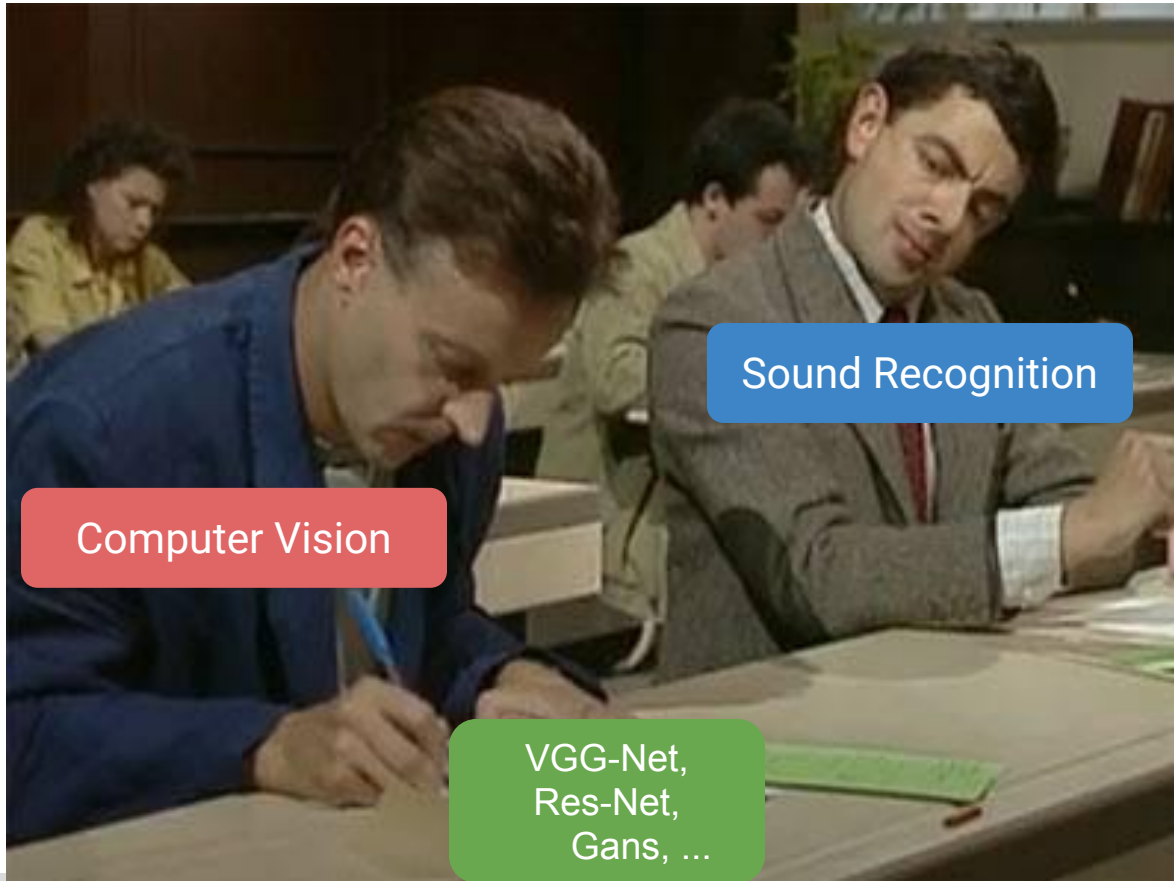 Sound Recognition
Computer Vision
VGG-Net,
Res-Net,
Gans, ...